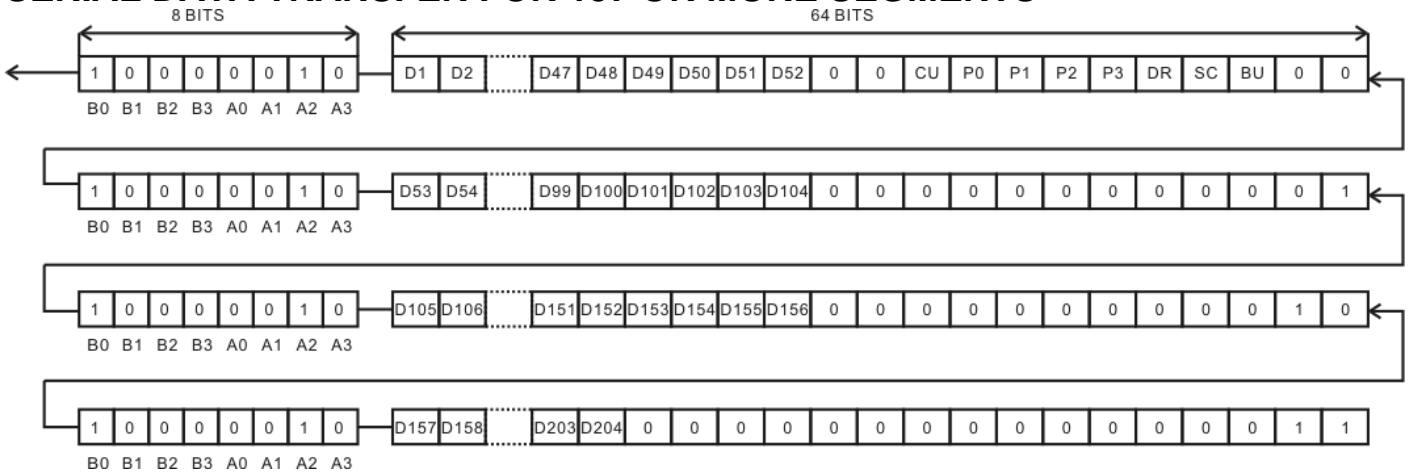 8 BITS 64 BITS
1 0 0 0 0 0 1 0 D1 D2 D47 D48 D49 D50 D51 D52 0 0 CU P0 P1 P2 P3 DR SC BU 0 0
B0 B1 B2 B3 A0 A1 A2 A3
1 0 0 0 0 0 1 0 D53 D54 D99 D100 D101 D102 D103 D104 0 0 0 0 0 0 0 0 0 0 0 1
B0 B1 B2 B3 A0 A1 A2 A3
1 0 0 0 0 0 1 0 D105 D106 D151 D152 D153 D154 D155 D156 0 0 0 0 0 0 0 0 0 0 1 0
B0 B1 B2 B3 A0 A1 A2 A3
1 0 0 0 0 0 1 0 D157 D158 D203 D204 0 0 0 0 0 0 0 0 0 0 0 0 0 0 1 1
B0 B1 B2 B3 A0 A1 A2 A3